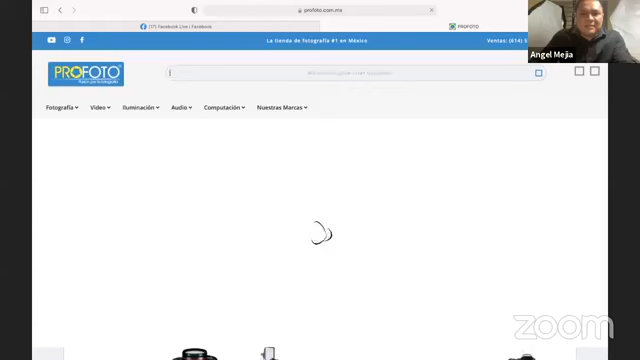 profoto.com.mx
(17) Facebook Live | Facebook
PROFOTO
La tienda de fotografía #1 en México
Ventas: (614) 5
Angel Mejia
PROFOTO
Fotografía
Video
Iluminación
Audio
Computación
Nuestras Marcas
zoom